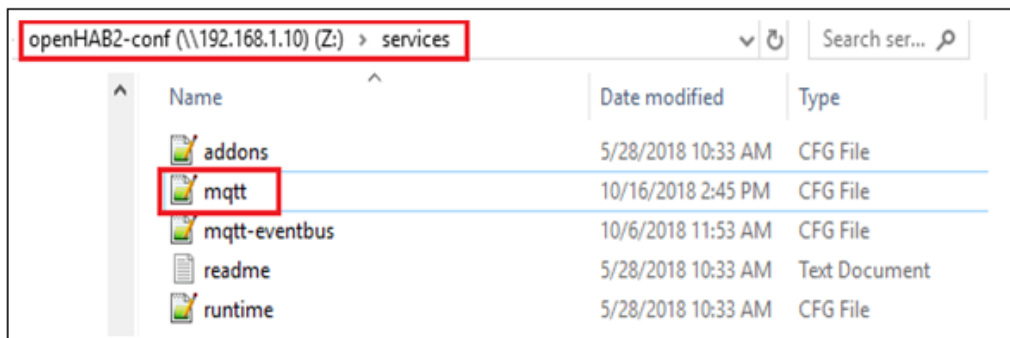 openHAB2-conf (\\192.168.1.10) (Z:) > services Search ser...
Name Date modified Type
addons 5/28/2018 10:33 AM CFG File
mqtt 10/16/2018 2:45 PM CFG File
mqtt-eventbus 10/6/2018 11:53 AM CFG File
readme 5/28/2018 10:33 AM Text Document
runtime 5/28/2018 10:33 AM CFG File